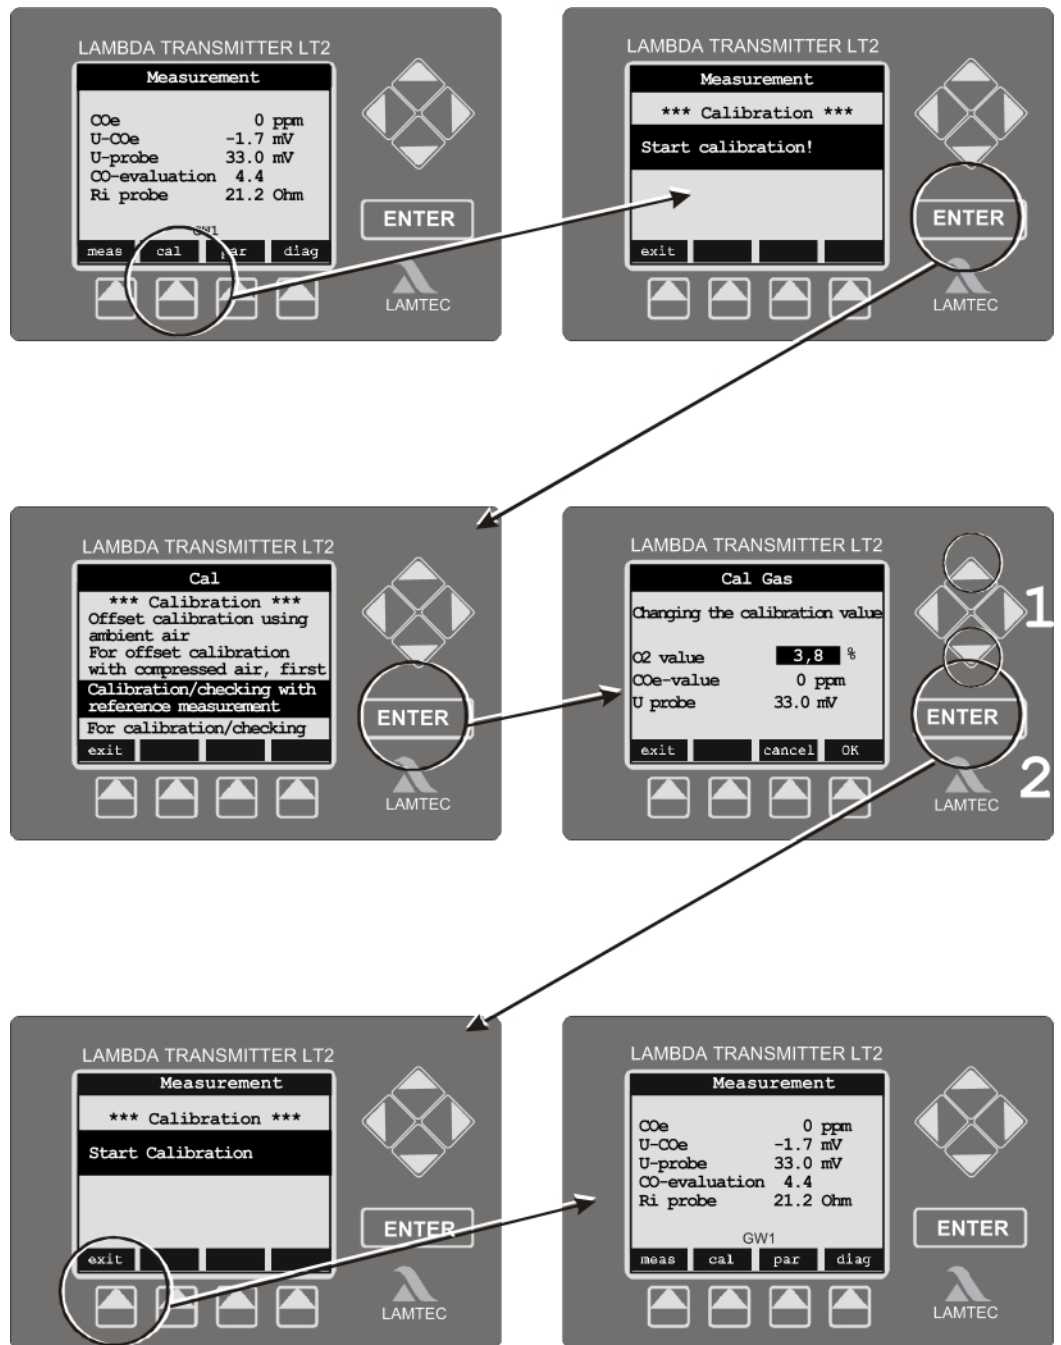 LAMBDA TRANSMITTER LT2
Measurement
COe 0 ppm
U-COe -1.7 mV
U-probe 33.0 mV
CO-evaluation 4.4
Ri probe 21.2 Ohm
GW1
meas cal par diag
ENTER
LAMTEC
LAMBDA TRANSMITTER LT2
Measurement
*** Calibration ***
Start calibration!
exit
ENTER
LAMTEC
LAMBDA TRANSMITTER LT2
Cal
*** Calibration ***
Offset calibration using
ambient air
For offset calibration
with compressed air, first
Calibration/checking with
reference measurement
For calibration/checking
exit
ENTER
LAMTEC
LAMBDA TRANSMITTER LT2
Cal Gas
Changing the calibration value
O2 value 3,8 %
COe-value 0 ppm
U probe 33.0 mV
exit cancel OK
1
ENTER
2
LAMTEC
LAMBDA TRANSMITTER LT2
Measurement
*** Calibration ***
Start Calibration
exit
ENTER
LAMTEC
LAMBDA TRANSMITTER LT2
Measurement
COe 0 ppm
U-COe -1.7 mV
U-probe 33.0 mV
CO-evaluation 4.4
Ri probe 21.2 Ohm
GW1
meas cal par diag
ENTER
LAMTEC